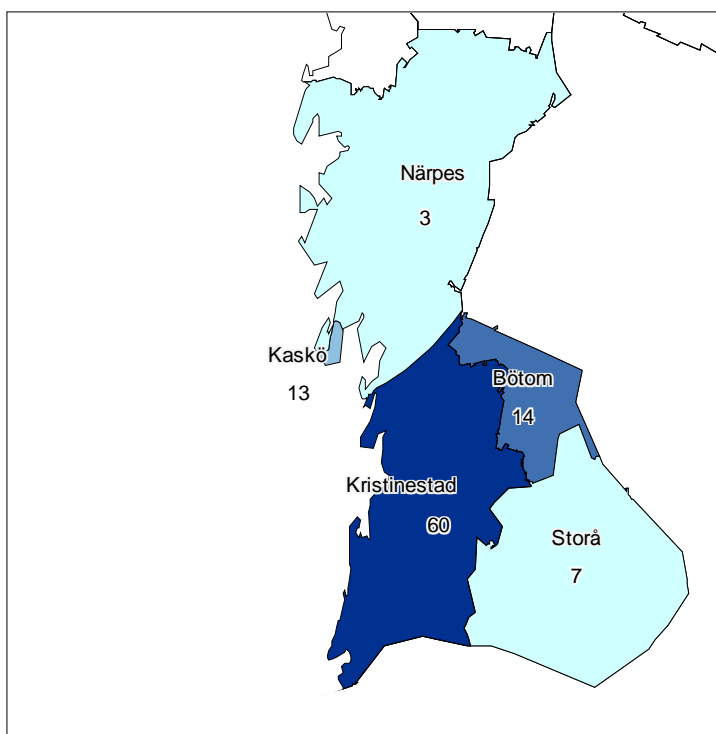 Närpes
3
Kaskö
13
Bötom
14
Kristinestad
60
Storå
7